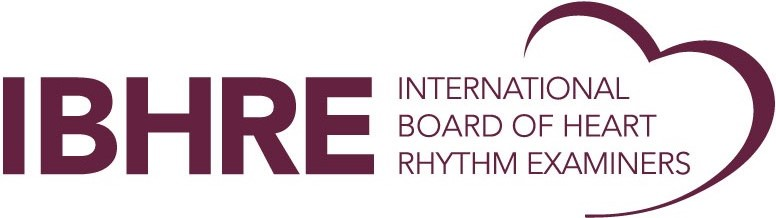 IBHRE
INTERNATIONAL
BOARD OF HEART
RHYTHM EXAMINERS